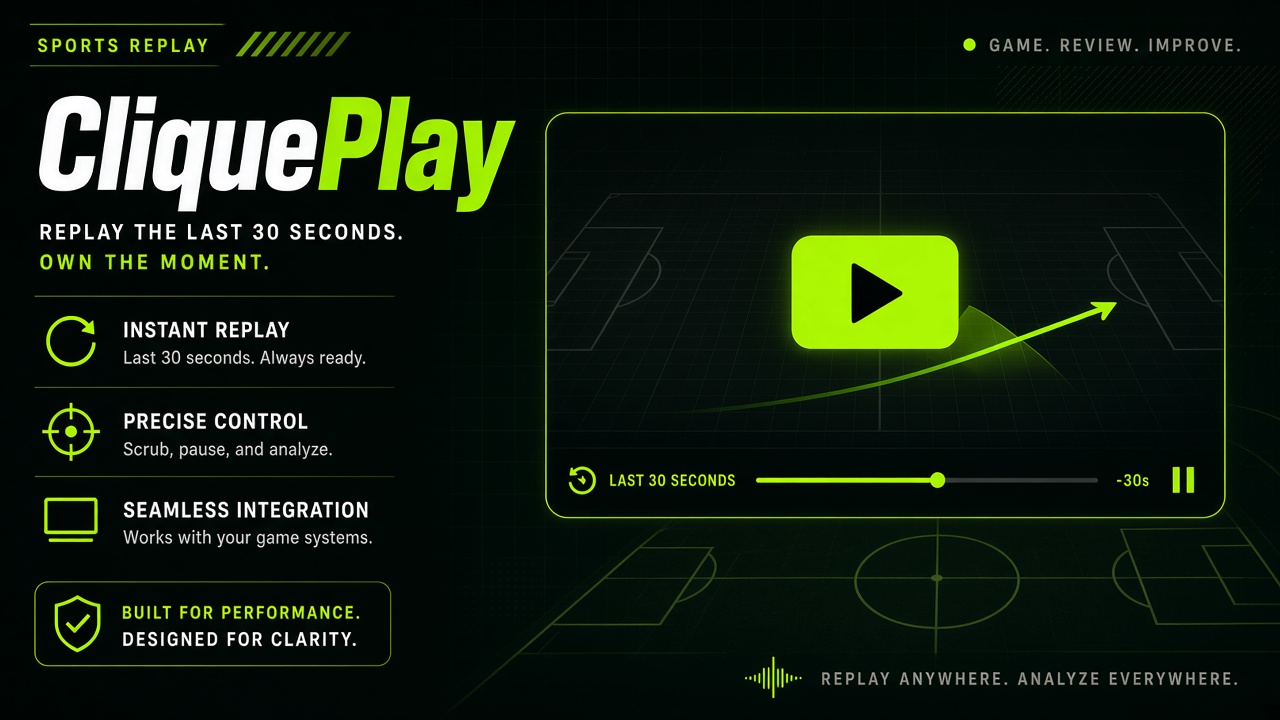 SPORTS REPLAY
GAME. REVIEW. IMPROVE.
CliquePlay
REPLAY THE LAST 30 SECONDS.
OWN THE MOMENT.
INSTANT REPLAY
Last 30 seconds. Always ready.
PRECISE CONTROL
Scrub, pause, and analyze.
SEAMLESS INTEGRATION
Works with your game systems.
BUILT FOR PERFORMANCE.
DESIGNED FOR CLARITY.
LAST 30 SECONDS
-30s
REPLAY ANYWHERE. ANALYZE EVERYWHERE.